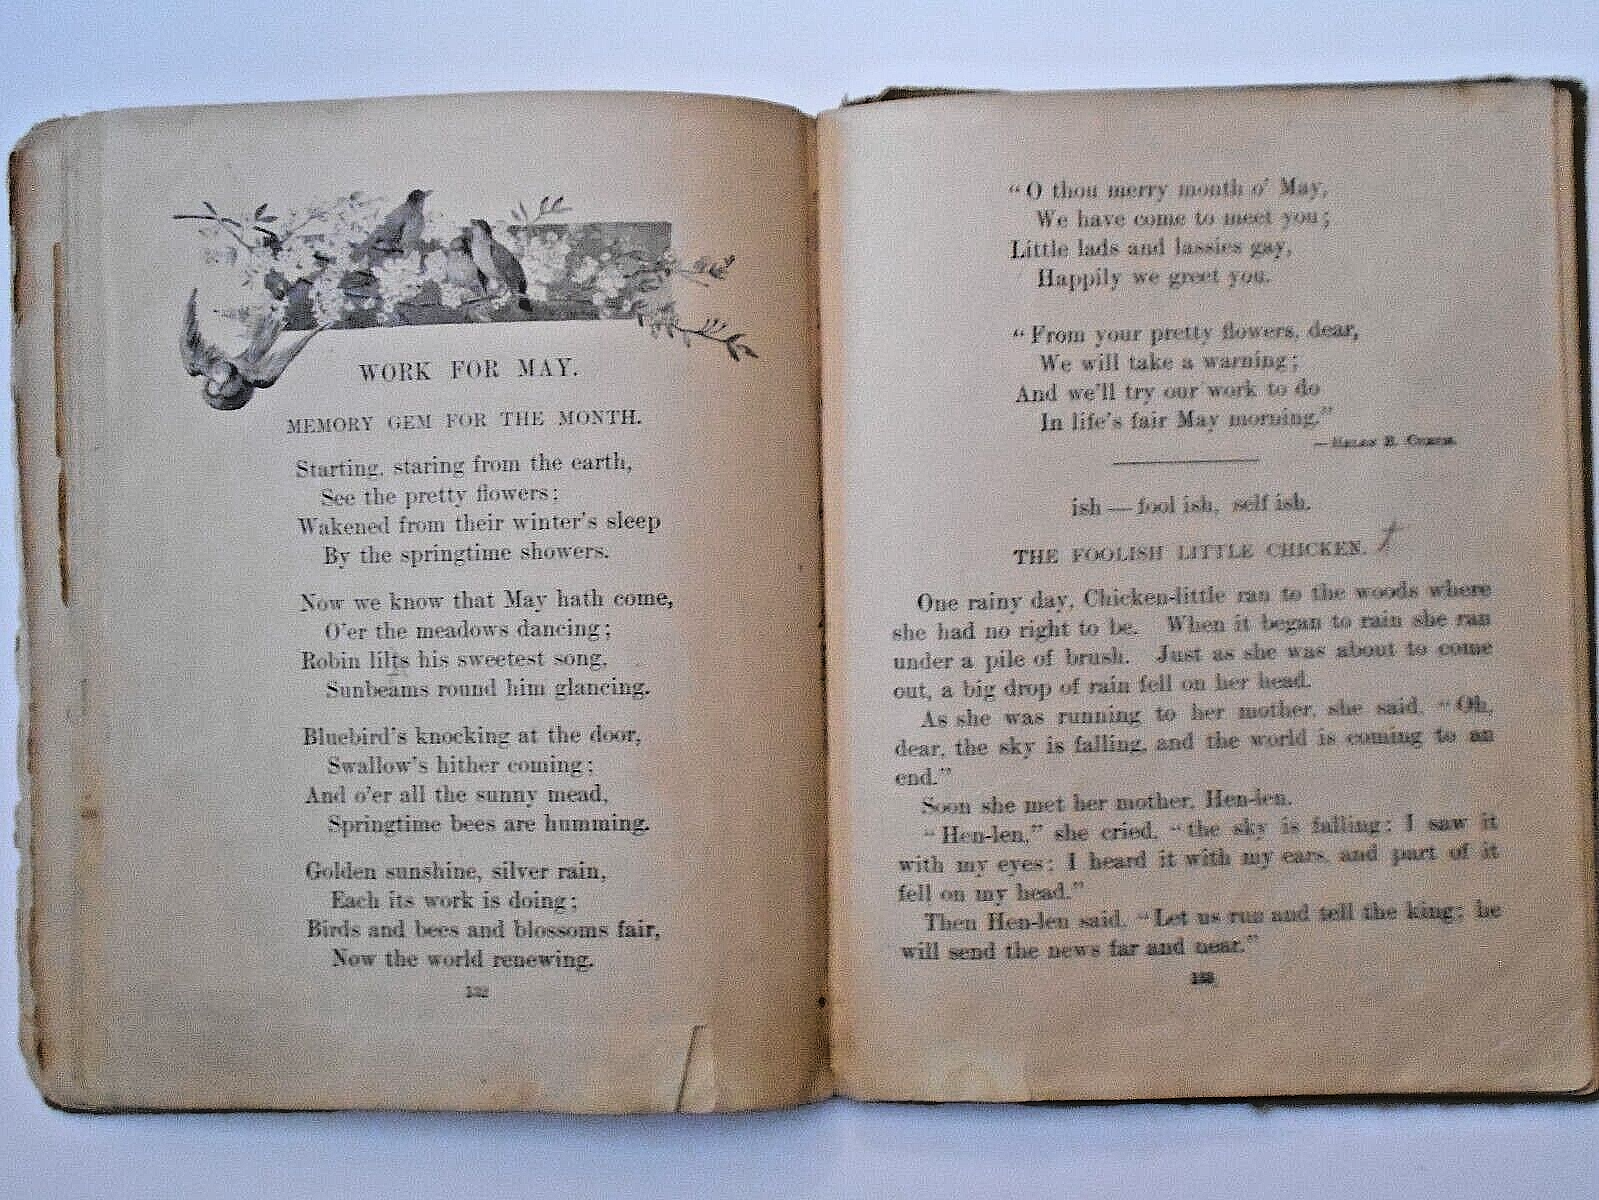 WORK FOR MAY.
MEMORY GEM FOR THE MONTH.
Starting, staring from the earth,
See the pretty flowers;
Wakened from their winter's sleep
By the springtime showers.
Now we know that May hath come,
O'er the meadows dancing;
Robin lilts his sweetest song,
Sunbeams round him glancing.
Bluebird's knocking at the door,
Swallow's hither coming;
And o'er all the sunny mead,
Springtime bees are humming.
Golden sunshine, silver rain,
Each its work is doing;
Birds and bees and blossoms fair,
Now the world renewing.
132
"O thou merry month o' May,
We have come to meet you;
Little lads and lassies gay,
Happily we greet you.
"From your pretty flowers, dear,
We will take a warning;
And we'll try our work to do
In life's fair May morning."
—HELEN E.
ish — fool ish, self ish.
THE FOOLISH LITTLE CHICKEN.
One rainy day, Chicken-little ran to the woods where
she had no right to be. When it began to rain she ran
under a pile of brush. Just as she was about to come
out, a big drop of rain fell on her head.
As she was running to her mother, she said, "Oh,
dear, the sky is falling, and the world is coming to an
end."
Soon she met her mother, Hen-len.
"Hen-len," she cried, "the sky is falling; I saw it
with my eyes; I heard it with my ears, and part of it
fell on my head."
Then Hen-len said, "Let us run and tell the king; he
will send the news far and near."
133